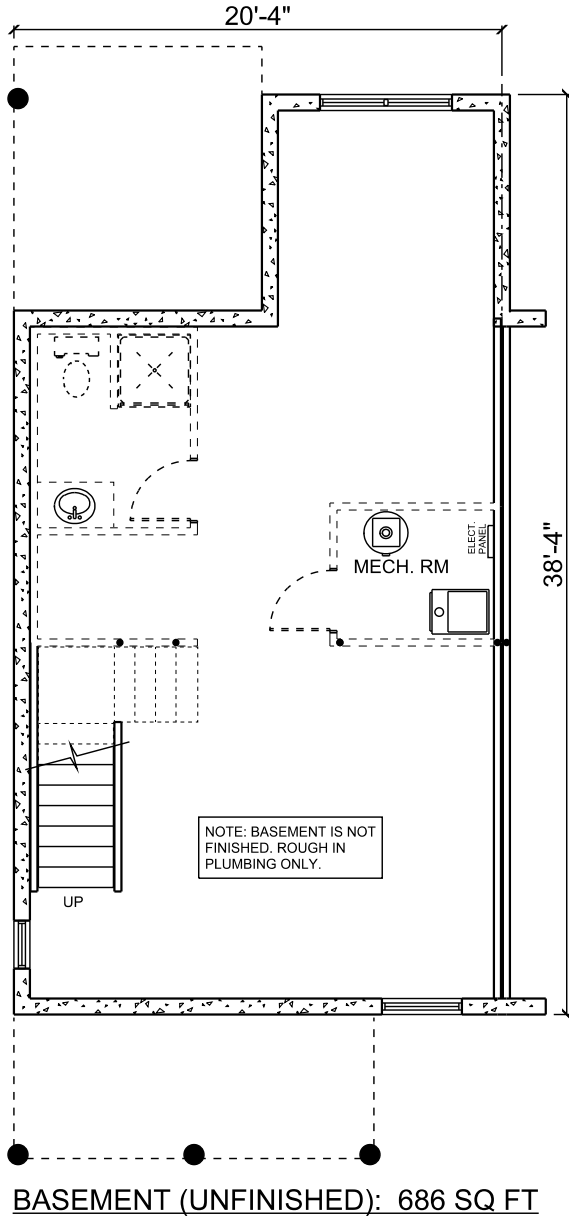 20'-4"
38'-4"
ELECT.
PANEL
MECH. RM
NOTE: BASEMENT IS NOT
FINISHED. ROUGH IN
PLUMBING ONLY.
UP
BASEMENT (UNFINISHED): 686 SQ FT